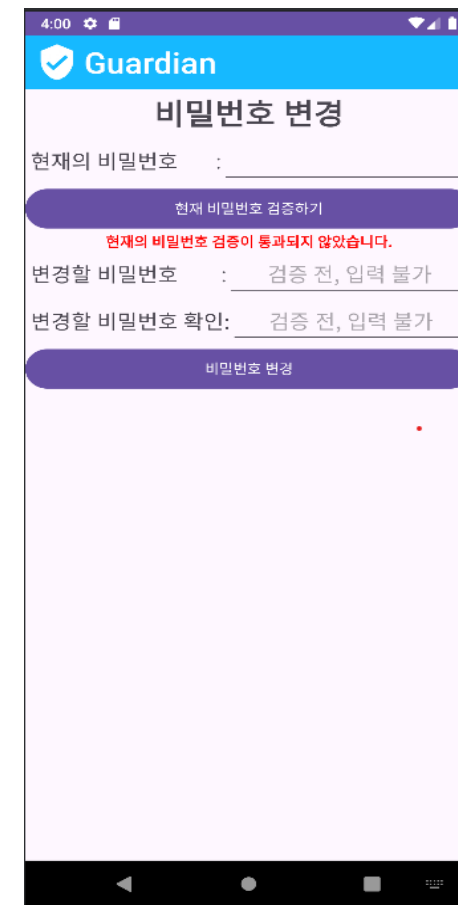 4:00
Guardian
비밀번호 변경
현재의 비밀번호 :
현재 비밀번호 검증하기
현재의 비밀번호 검증이 통과되지 않았습니다.
변경할 비밀번호 : 검증 전, 입력 불가
변경할 비밀번호 확인: 검증 전, 입력 불가
비밀번호 변경